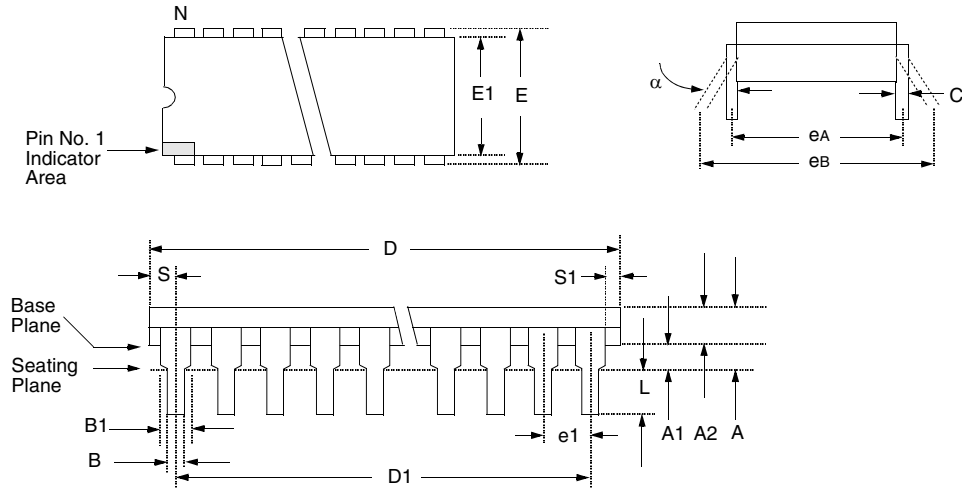 N
E1
E
Pin No. 1
Indicator
Area
α
C
eA
eB
D
S
S1
Base
Plane
Seating
Plane
L
B1
e1
A1
A2
A
B
D1